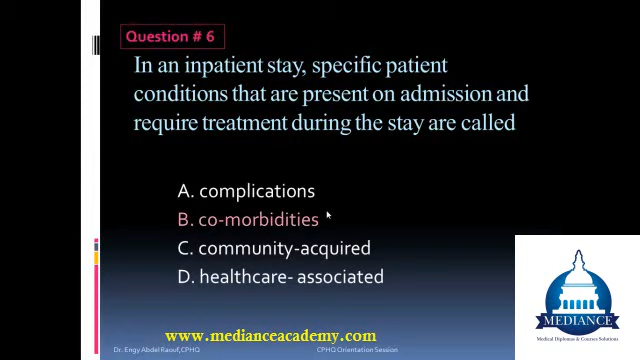 Question # 6
In an inpatient stay, specific patient
conditions that are present on admission and
require treatment during the stay are called
A. complications
B. co-morbidities
C. community-acquired
D. healthcare- associated
MEDIANCE
Medical Diplomas & Courses Solutions
www.medianceacademy.com
Dr. Engy Abdel Raouf,CPHQ
CPHQ Orientation Session